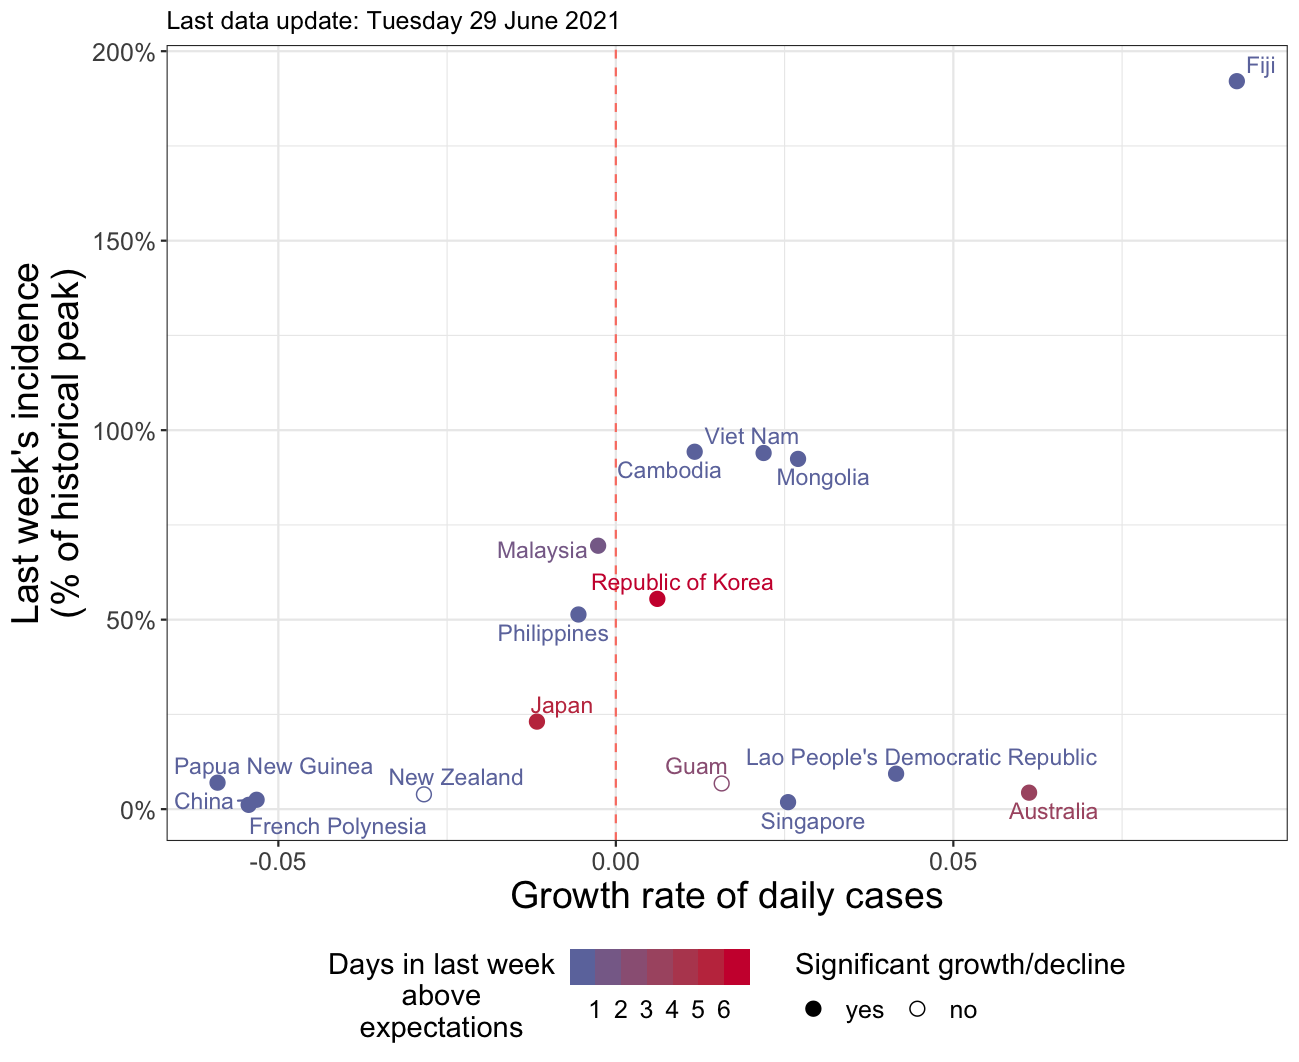 Last data update: Tuesday 29 June 2021
200%
150%
100%
50%
0%
Last week's incidence
(% of historical peak)
Fiji
Viet Nam
Cambodia
Mongolia
Malaysia
Republic of Korea
Philippines
Japan
Papua New Guinea
New Zealand
China
French Polynesia
Guam
Lao People's Democratic Republic
Singapore
Australia
-0.05
0.00
0.05
Growth rate of daily cases
Days in last week
above
expectations
1 2 3 4 5 6
Significant growth/decline
yes
no